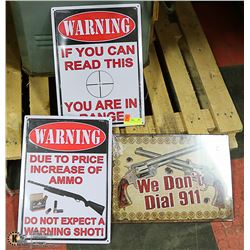 WARNING
IF YOU CAN
READ THIS
YOU ARE IN
RANGE
WARNING
DUE TO PRICE
INCREASE OF
AMMO
DO NOT EXPECT A
WARNING SHOT!
We Don't
Dial 911